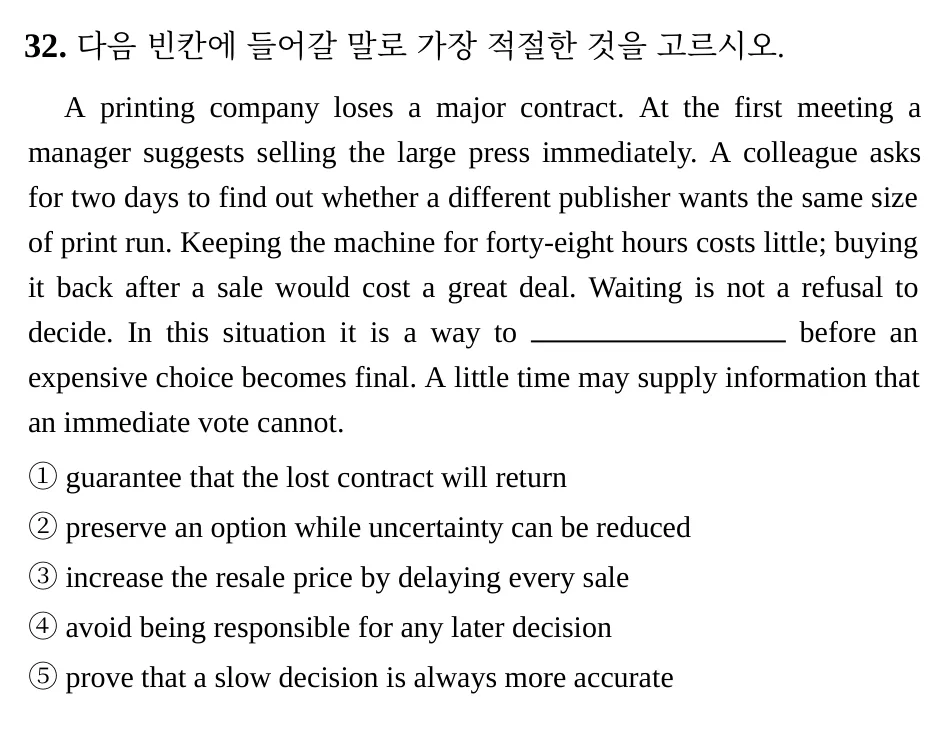 32. 다음 빈칸에 들어갈 말로 가장 적절한 것을 고르시오.
A printing company loses a major contract. At the first meeting a
manager suggests selling the large press immediately. A colleague asks
for two days to find out whether a different publisher wants the same size
of print run. Keeping the machine for forty-eight hours costs little; buying
it back after a sale would cost a great deal. Waiting is not a refusal to
decide. In this situation it is a way to ________________ before an
expensive choice becomes final. A little time may supply information that
an immediate vote cannot.
① guarantee that the lost contract will return
② preserve an option while uncertainty can be reduced
③ increase the resale price by delaying every sale
④ avoid being responsible for any later decision
⑤ prove that a slow decision is always more accurate